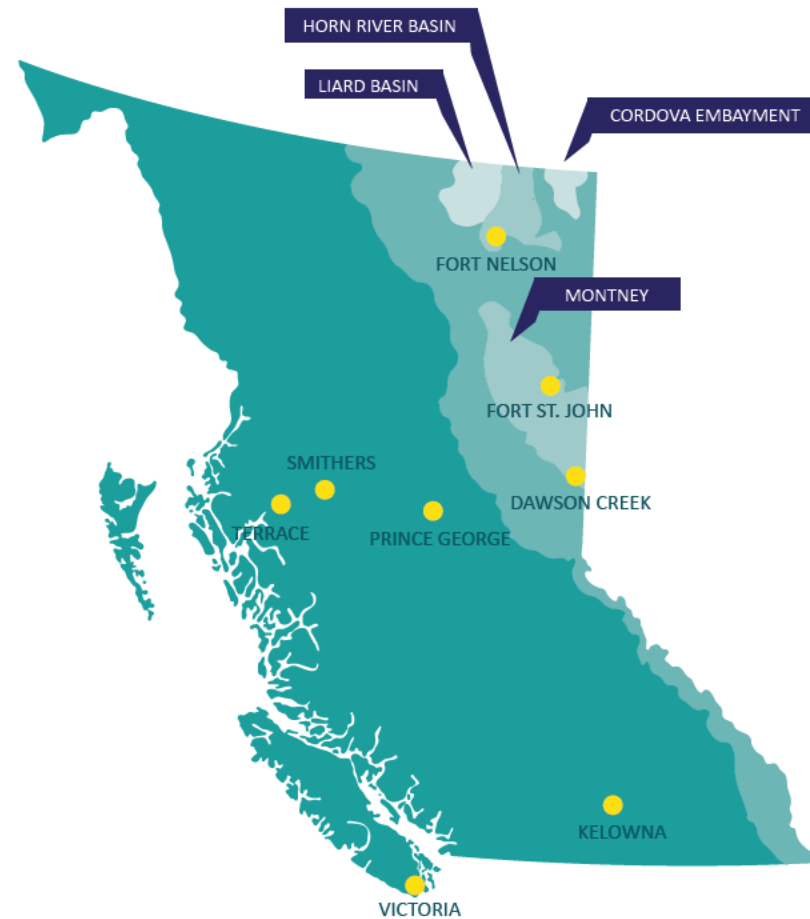 HORN RIVER BASIN
LIARD BASIN
CORDOVA EMBAYMENT
FORT NELSON
MONTNEY
FORT ST. JOHN
SMITHERS
DAWSON CREEK
TERRACE
PRINCE GEORGE
KELOWNA
VICTORIA